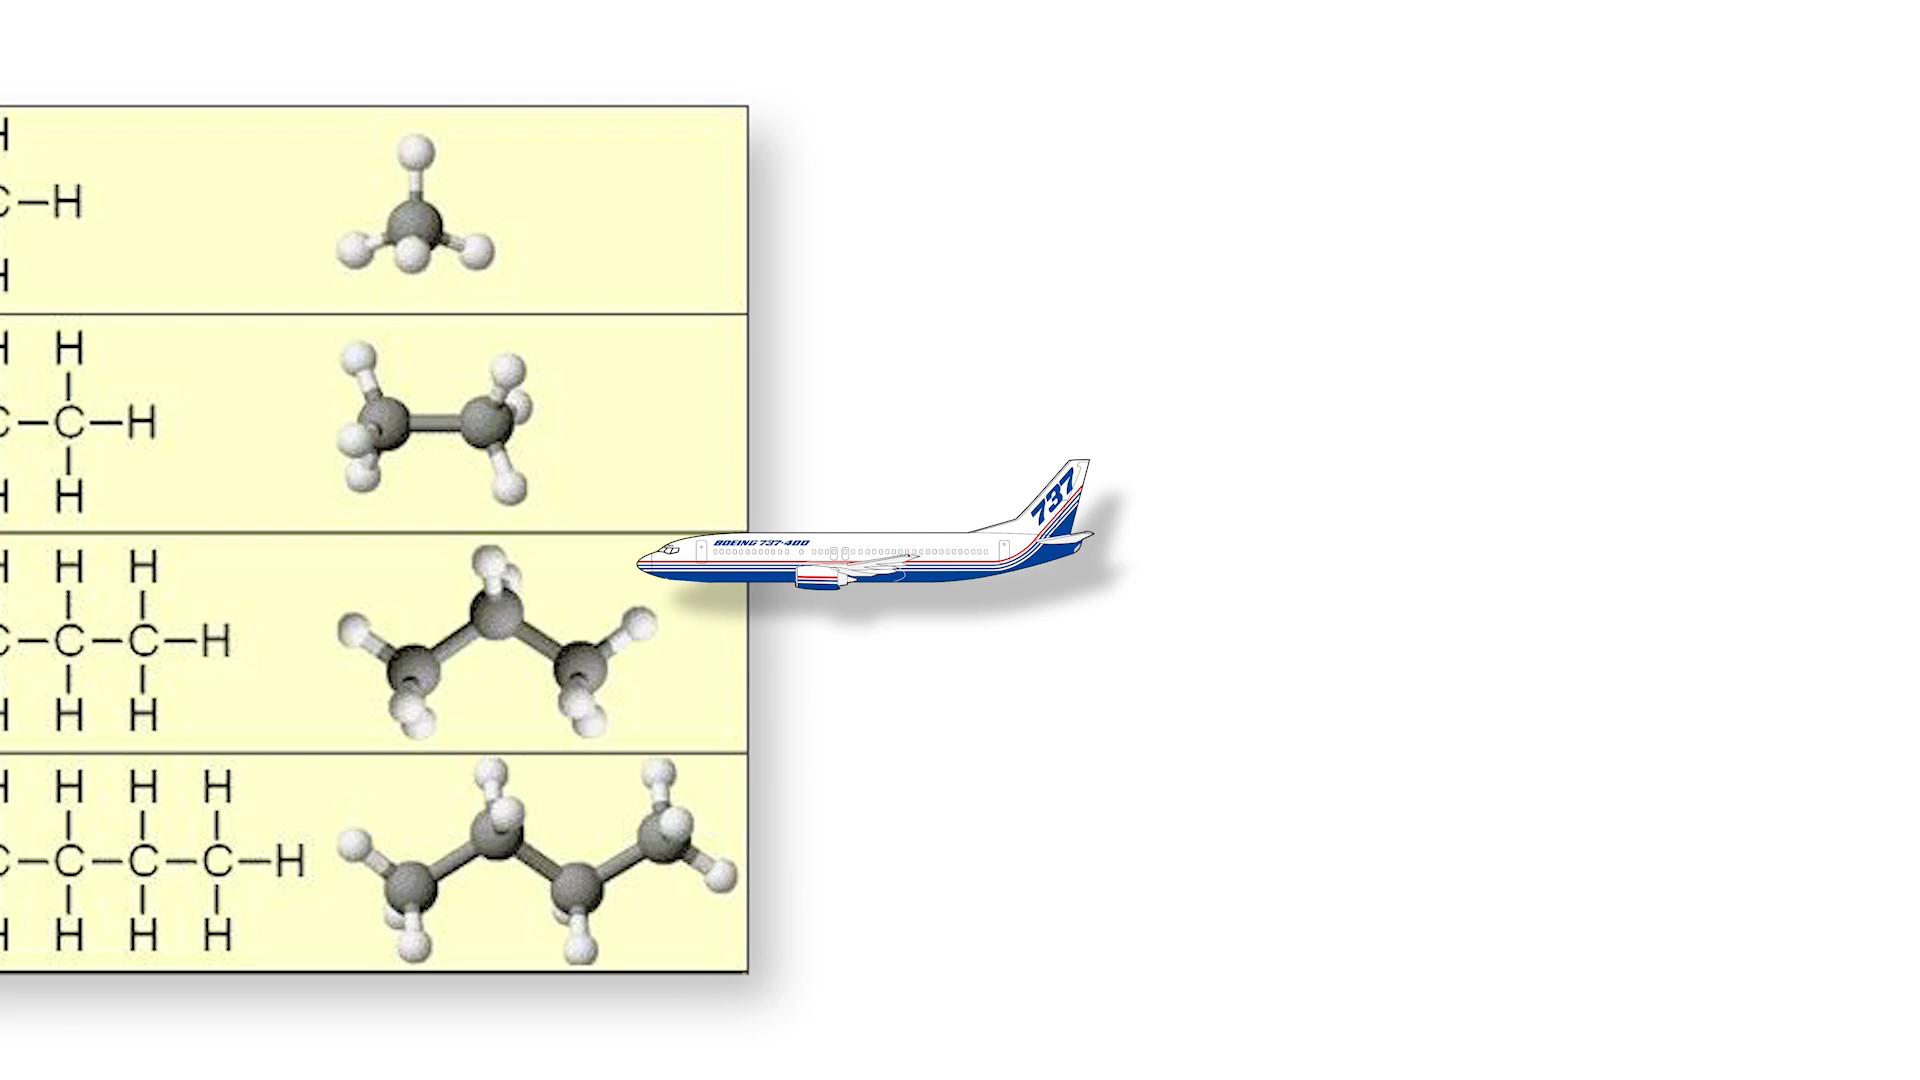 H
C–H
H
H H
C–C–H
H H
H H H
C–C–C–H
H H H
H H H H
C–C–C–C–H
H H H H
737
BOEING 737-400